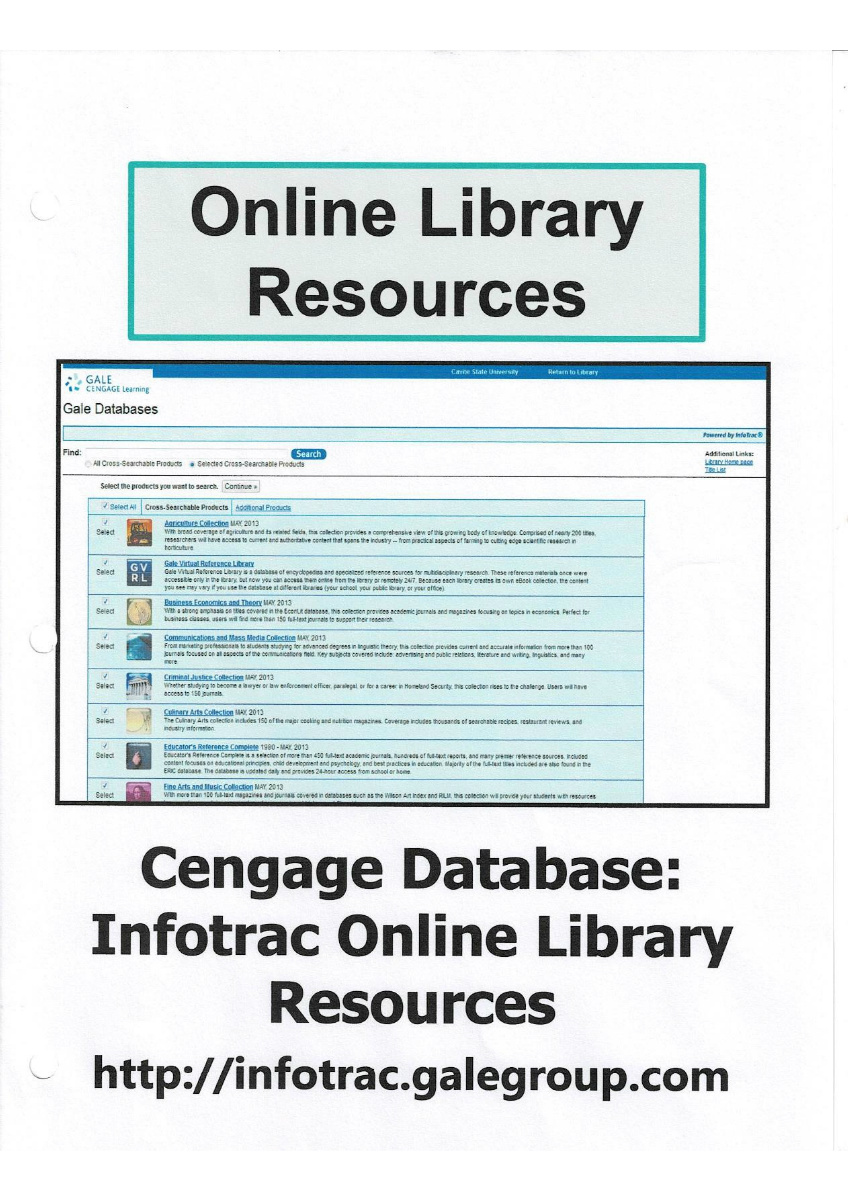 Online Library
Resources
GALE
CENGAGE Learning
Cavite State University Return to Library
Gale Databases
Powered by InfoTrac®
Find: Search
All Cross-Searchable Products Selected Cross-Searchable Products
Additional Links:
Library Home page
Title List
Select the products you want to search. Continue »
Select All Cross-Searchable Products Additional Products
Select
Agriculture Collection MAY, 2013
With broad coverage of agriculture and its related fields, this collection provides a comprehensive view of this growing body of knowledge. Comprised of nearly 200 titles,
researchers will have access to current and authoritative content that spans the industry -- from practical aspects of farming to cutting edge scientific research in
horticulture.
Select
GV
RL
Gale Virtual Reference Library
Gale Virtual Reference Library is a database of encyclopedias and specialized reference sources for multidisciplinary research. These reference materials once were
accessible only in the library, but now you can access them online from the library or remotely 24/7. Because each library creates its own eBook collection, the content
you see may vary if you use the database at different libraries (your school, your public library, or your office).
Select
Business Economics and Theory MAY, 2013
With a strong emphasis on titles covered in the EconLit database, this collection provides academic journals and magazines focusing on topics in economics. Perfect for
business classes, users will find more than 150 full-text journals to support their research.
Select
Communications and Mass Media Collection MAY, 2013
From marketing professionals to students studying for advanced degrees in linguistic theory, this collection provides current and accurate information from more than 100
journals focused on all aspects of the communications field. Key subjects covered include: advertising and public relations, literature and writing, linguistics, and many
more.
Select
Criminal Justice Collection MAY, 2013
Whether studying to become a lawyer or law enforcement officer, paralegal, or for a career in Homeland Security, this collection rises to the challenge. Users will have
access to 150 journals.
Select
Culinary Arts Collection MAY, 2013
The Culinary Arts collection includes 150 of the major cooking and nutrition magazines. Coverage includes thousands of searchable recipes, restaurant reviews, and
industry information.
Select
Educator's Reference Complete 1980 - MAY, 2013
Educator's Reference Complete is a selection of more than 450 full-text academic journals, hundreds of full-text reports, and many premier reference sources. Included
content focuses on educational principles, child development and psychology, and best practices in education. Majority of the full-text titles included are also found in the
ERIC database. The database is updated daily and provides 24-hour access from school or home.
Select
Fine Arts and Music Collection MAY, 2013
With more than 100 full-text magazines and journals covered in databases such as the Wilson Art Index and RILM, this collection will provide your students with resources
Cengage Database:
Infotrac Online Library
Resources
http://infotrac.galegroup.com